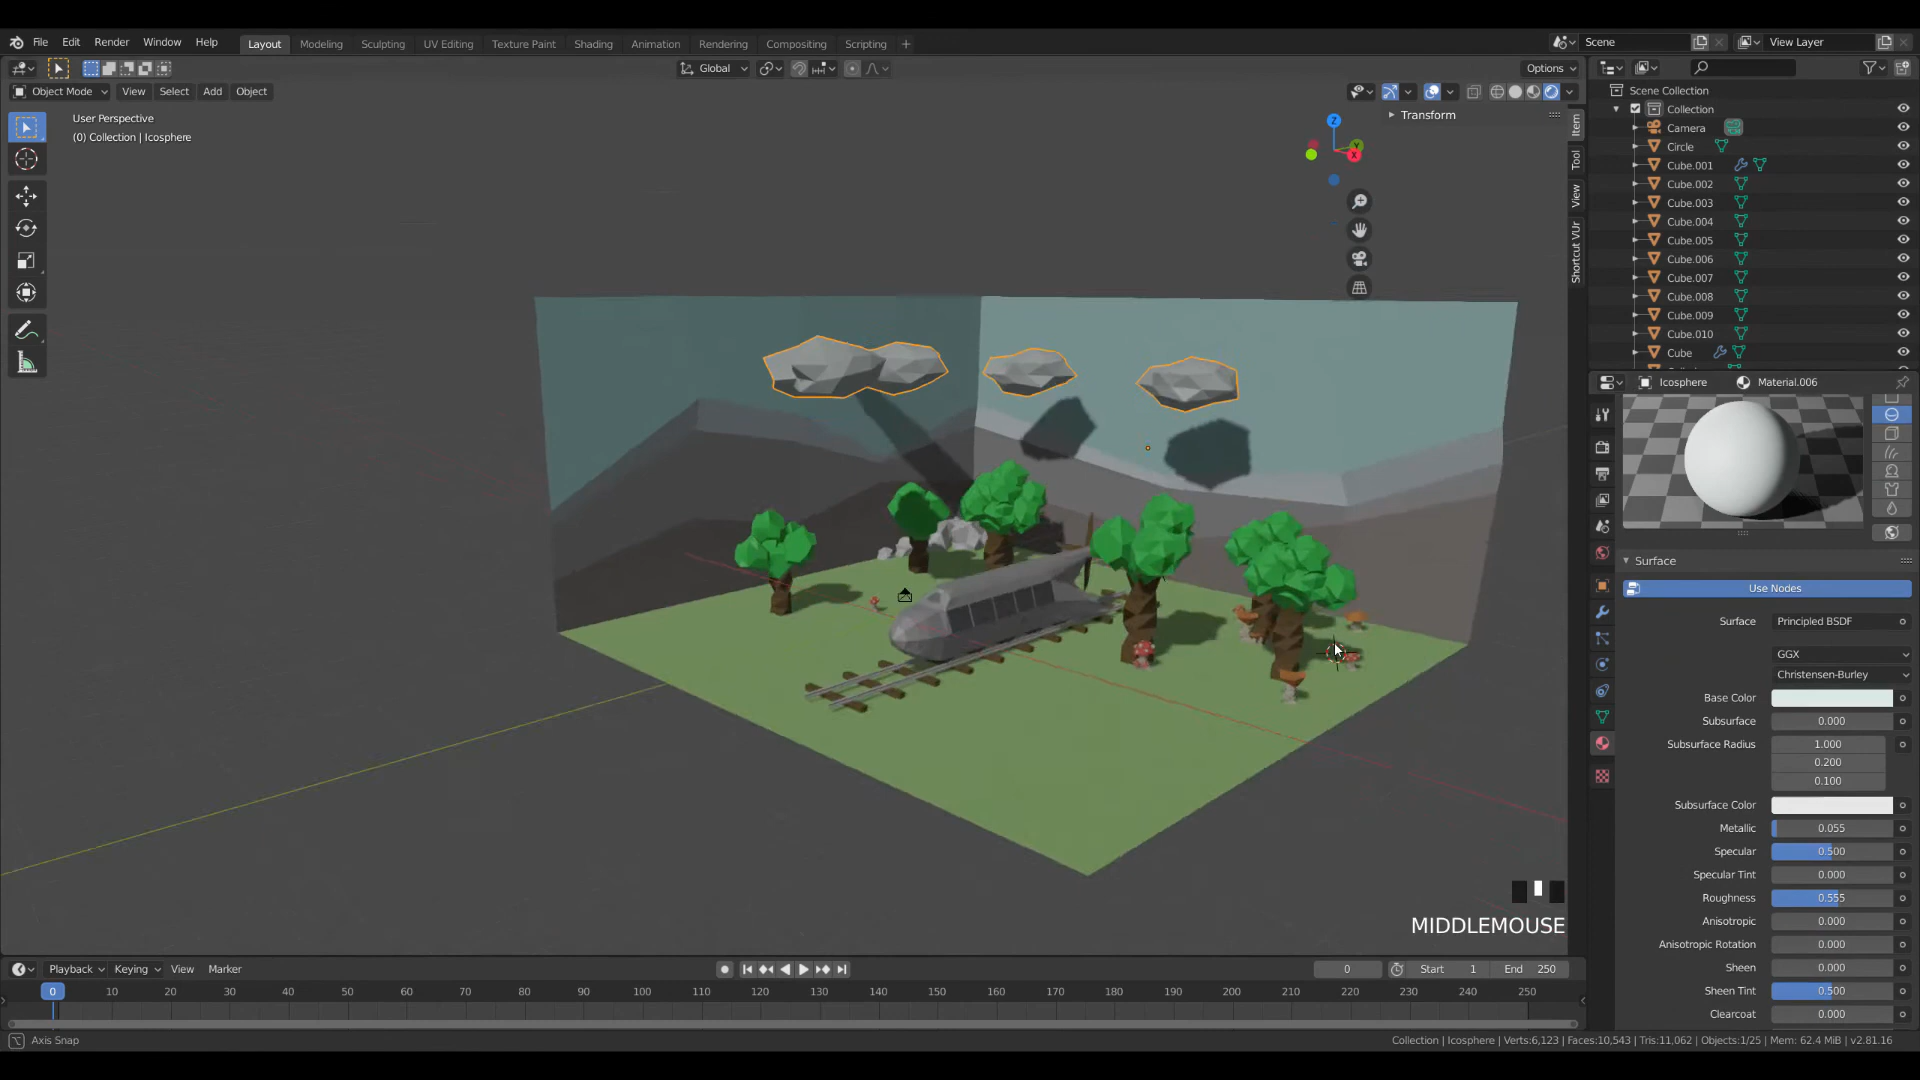 File Edit Render Window Help Layout Modeling Sculpting UV Editing Texture Paint Shading Animation Rendering Compositing Scripting + Scene View Layer
Global Options
Object Mode View Select Add Object
User Perspective
(0) Collection | Icosphere
Transform
Z
Y
X
Item
Tool
View
Shortcut VUr
Scene Collection
Collection
Camera
Circle
Cube.001
Cube.002
Cube.003
Cube.004
Cube.005
Cube.006
Cube.007
Cube.008
Cube.009
Cube.010
Cube
Icosphere Material.006
Surface
Use Nodes
Surface Principled BSDF
GGX
Christensen-Burley
Base Color
Subsurface 0.000
Subsurface Radius 1.000
0.200
0.100
Subsurface Color
Metallic 0.055
Specular 0.500
Specular Tint 0.000
Roughness 0.555
Anisotropic 0.000
Anisotropic Rotation 0.000
Sheen 0.000
Sheen Tint 0.500
Clearcoat 0.000
MIDDLEMOUSE
Playback Keying View Marker 0 Start 1 End 250
0 10 20 30 40 50 60 70 80 90 100 110 120 130 140 150 160 170 180 190 200 210 220 230 240 250
Axis Snap
Collection | Icosphere | Verts:6,123 | Faces:10,543 | Tris:11,062 | Objects:1/25 | Mem: 62.4 MiB | v2.81.16